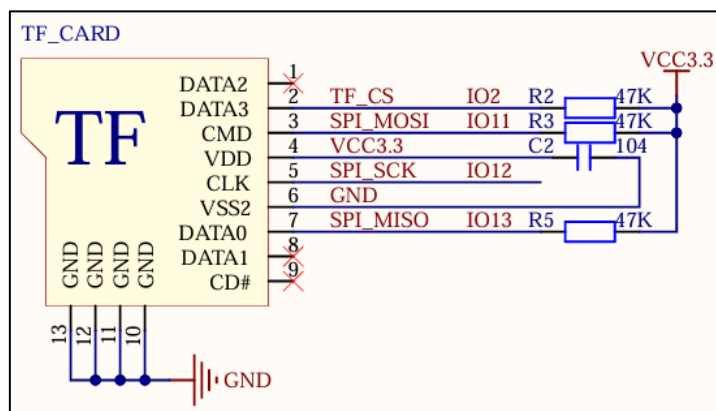 TF_CARD
VCC3.3
TF
DATA2 1
DATA3 2 TF_CS IO2 R2 47K
CMD 3 SPI_MOSI IO11 R3 47K
VDD 4 VCC3.3 C2 104
CLK 5 SPI_SCK IO12
VSS2 6 GND
DATA0 7 SPI_MISO IO13 R5 47K
DATA1 8
CD# 9
GND GND GND GND
13 12 11 10
GND